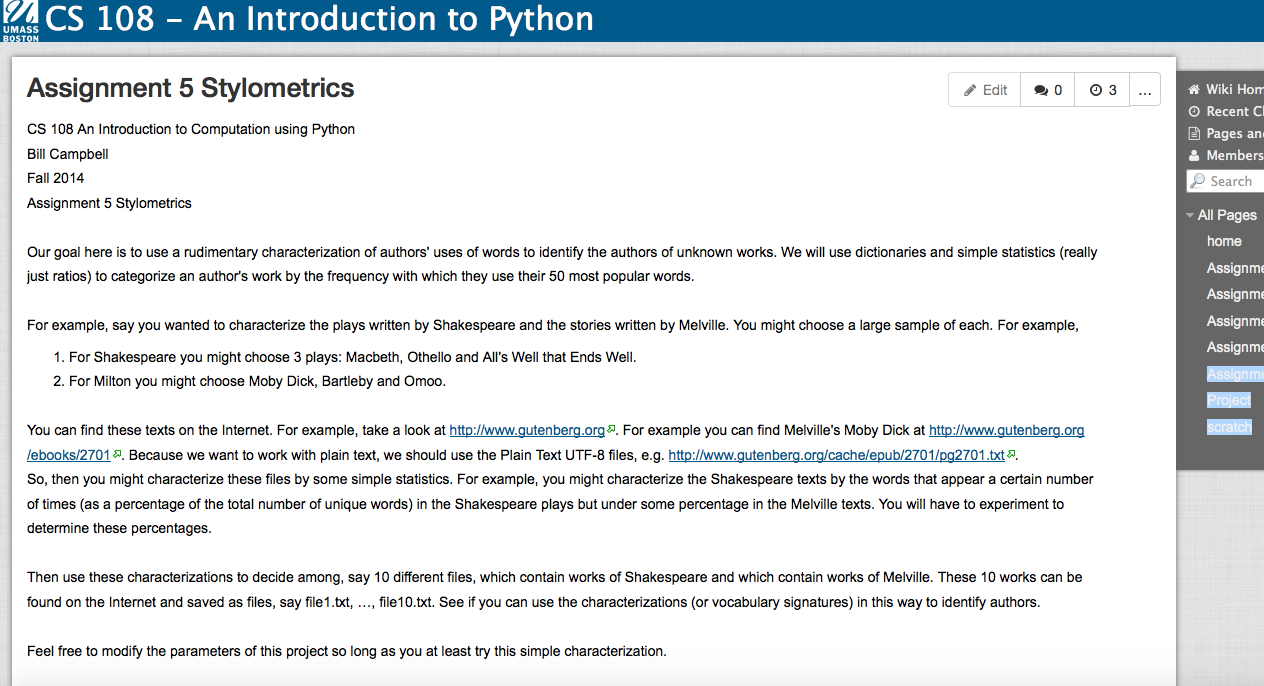 UMASS
BOSTON
CS 108 – An Introduction to Python
Assignment 5 Stylometrics
Edit
0
3
...
CS 108 An Introduction to Computation using Python
Bill Campbell
Fall 2014
Assignment 5 Stylometrics
Our goal here is to use a rudimentary characterization of authors' uses of words to identify the authors of unknown works. We will use dictionaries and simple statistics (really
just ratios) to categorize an author's work by the frequency with which they use their 50 most popular words.
For example, say you wanted to characterize the plays written by Shakespeare and the stories written by Melville. You might choose a large sample of each. For example,
1. For Shakespeare you might choose 3 plays: Macbeth, Othello and All's Well that Ends Well.
2. For Milton you might choose Moby Dick, Bartleby and Omoo.
You can find these texts on the Internet. For example, take a look at http://www.gutenberg.org. For example you can find Melville's Moby Dick at http://www.gutenberg.org
/ebooks/2701. Because we want to work with plain text, we should use the Plain Text UTF-8 files, e.g. http://www.gutenberg.org/cache/epub/2701/pg2701.txt.
So, then you might characterize these files by some simple statistics. For example, you might characterize the Shakespeare texts by the words that appear a certain number
of times (as a percentage of the total number of unique words) in the Shakespeare plays but under some percentage in the Melville texts. You will have to experiment to
determine these percentages.
Then use these characterizations to decide among, say 10 different files, which contain works of Shakespeare and which contain works of Melville. These 10 works can be
found on the Internet and saved as files, say file1.txt, …, file10.txt. See if you can use the characterizations (or vocabulary signatures) in this way to identify authors.
Feel free to modify the parameters of this project so long as you at least try this simple characterization.
Wiki Hom
Recent Cl
Pages an
Members
Search
All Pages
home
Assignme
Assignme
Assignme
Assignme
Assignme
Project
scratch